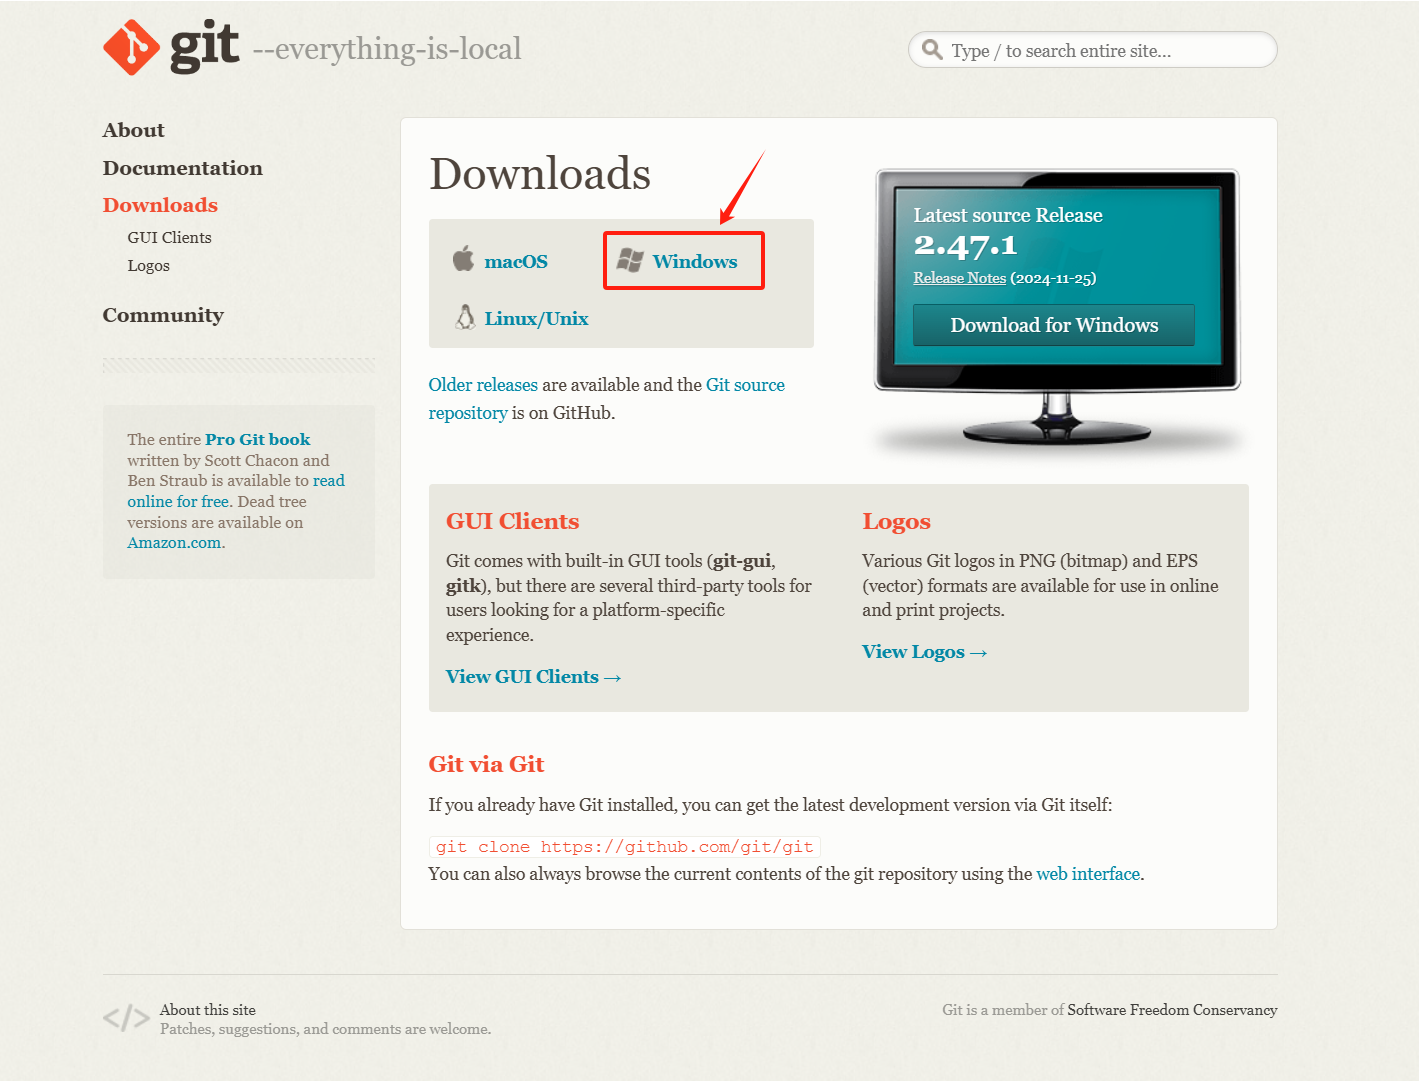 git --everything-is-local
Type / to search entire site...
About
Documentation
Downloads
GUI Clients
Logos
Community
The entire Pro Git book
written by Scott Chacon and
Ben Straub is available to read
online for free. Dead tree
versions are available on
Amazon.com.
Downloads
macOS
Windows
Linux/Unix
Older releases are available and the Git source
repository is on GitHub.
Latest source Release
2.47.1
Release Notes (2024-11-25)
Download for Windows
GUI Clients
Git comes with built-in GUI tools (git-gui,
gitk), but there are several third-party tools for
users looking for a platform-specific
experience.
View GUI Clients →
Logos
Various Git logos in PNG (bitmap) and EPS
(vector) formats are available for use in online
and print projects.
View Logos →
Git via Git
If you already have Git installed, you can get the latest development version via Git itself:
git clone https://github.com/git/git
You can also always browse the current contents of the git repository using the web interface.
</>
About this site
Patches, suggestions, and comments are welcome.
Git is a member of Software Freedom Conservancy